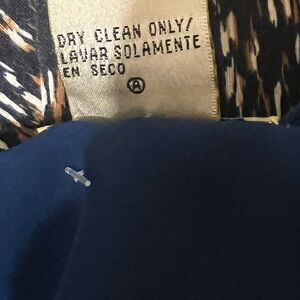 DRY CLEAN ONLY/
LAVAR SOLAMENTE
EN SECO
A